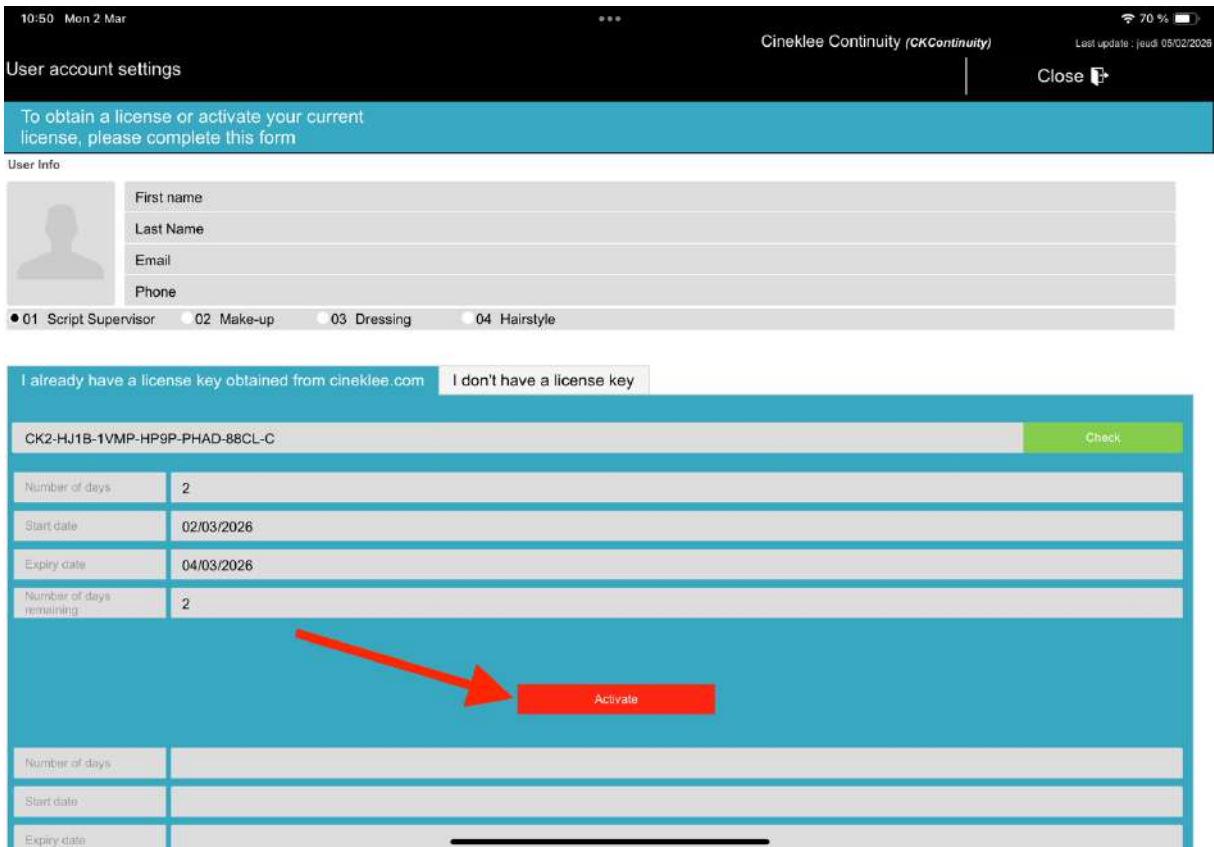 10:50 Mon 2 Mar
70 %
Cineklee Continuity (CKContinuity)
Last update : jeudi 05/02/2026
User account settings
Close
To obtain a license or activate your current
license, please complete this form
User Info
First name
Last Name
Email
Phone
01 Script Supervisor 02 Make-up 03 Dressing 04 Hairstyle
I already have a license key obtained from cineklee.com
I don't have a license key
CK2-HJ1B-1VMP-HP9P-PHAD-88CL-C
Check
Number of days 2
Start date 02/03/2026
Expiry date 04/03/2026
Number of days
remaining
2
Activate
Number of days
Start date
Expiry date